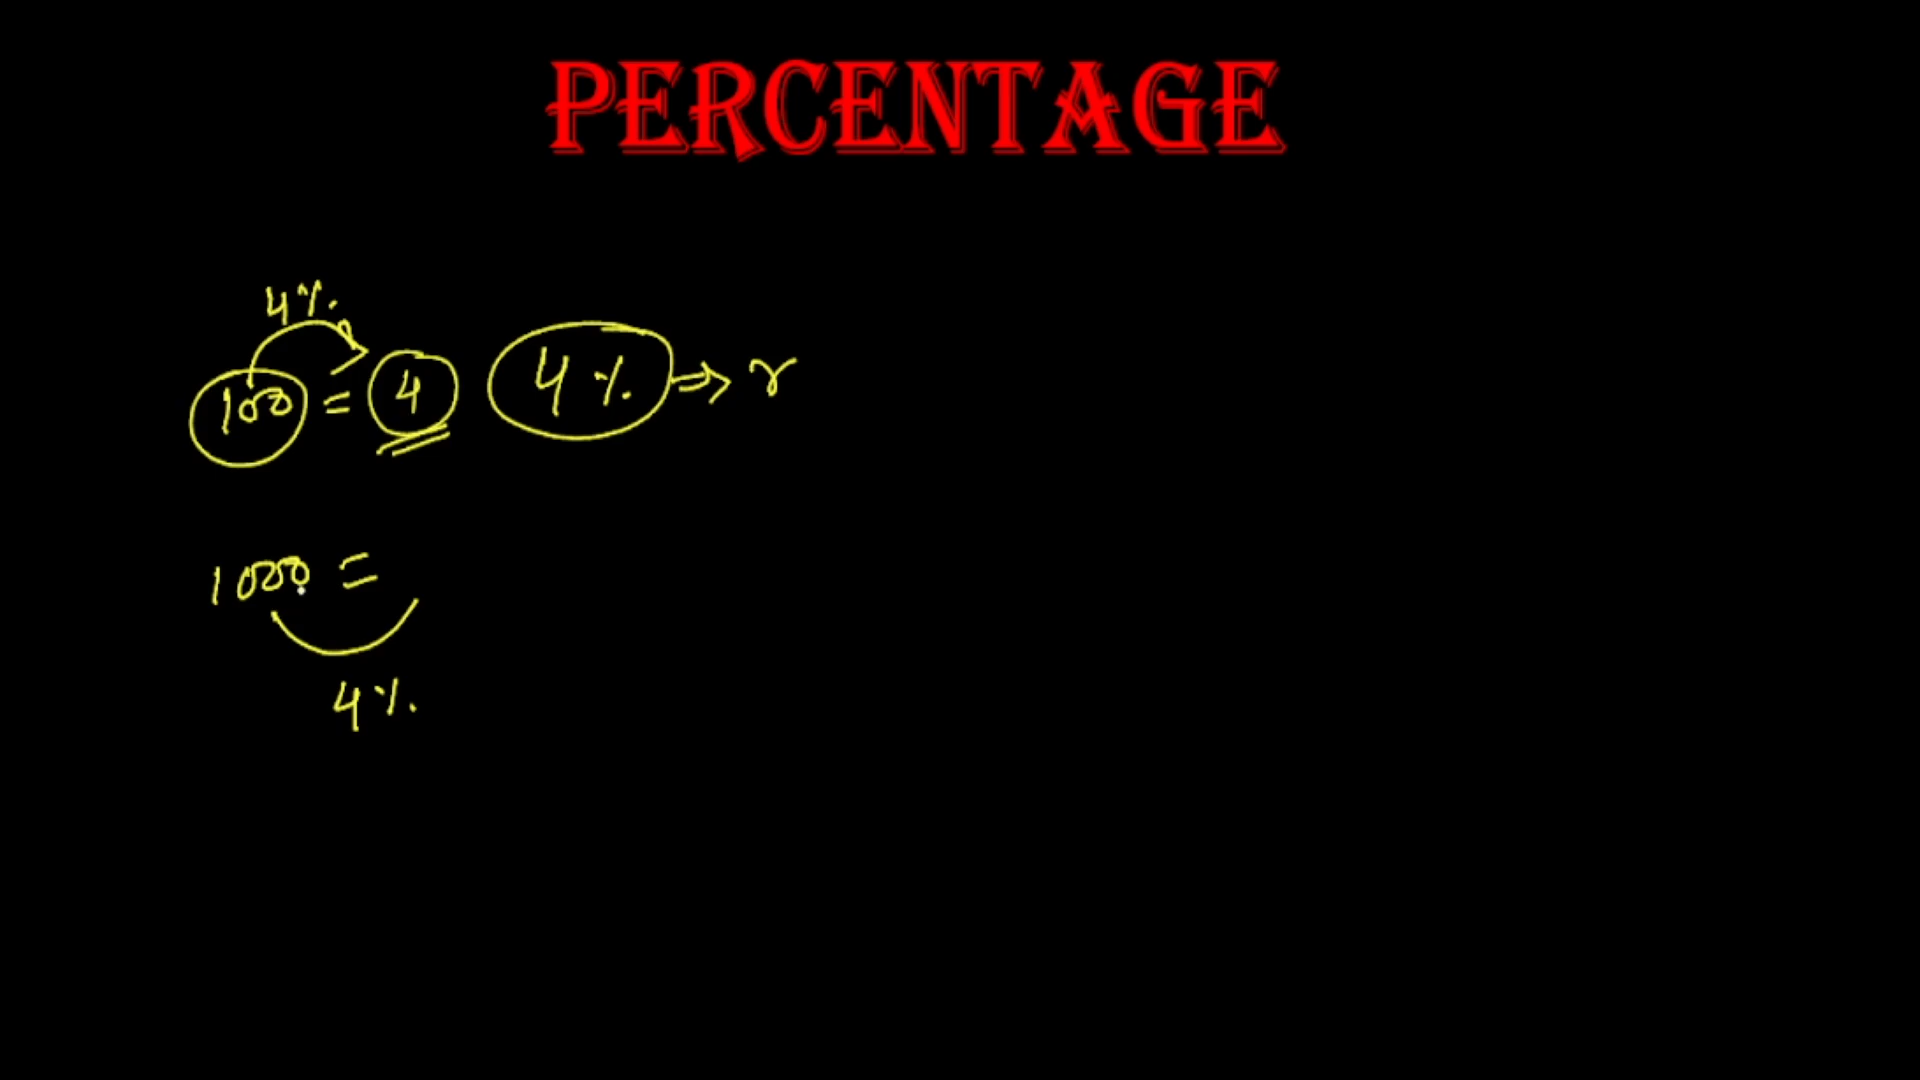 PERCENTAGE
4%
100 = 4 4% ⇒ r
1000 =
4%